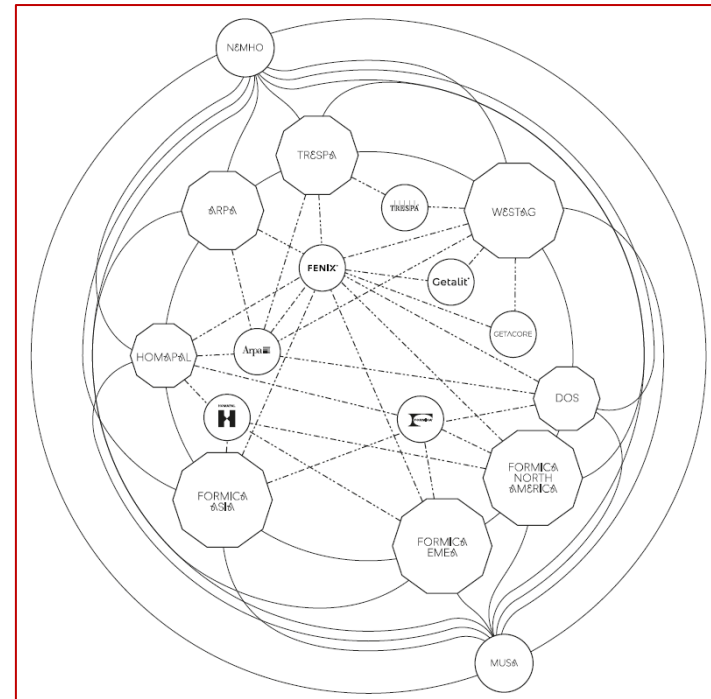 NEMHO
TRESPA
ARPA
TRESPA
WESTAG
FENIX
Getalit
GETACORE
Arpa
HOMAPAL
DOS
FORMICA
NORTH
AMERICA
FORMICA
ASIA
FORMICA
EMEA
MUSA